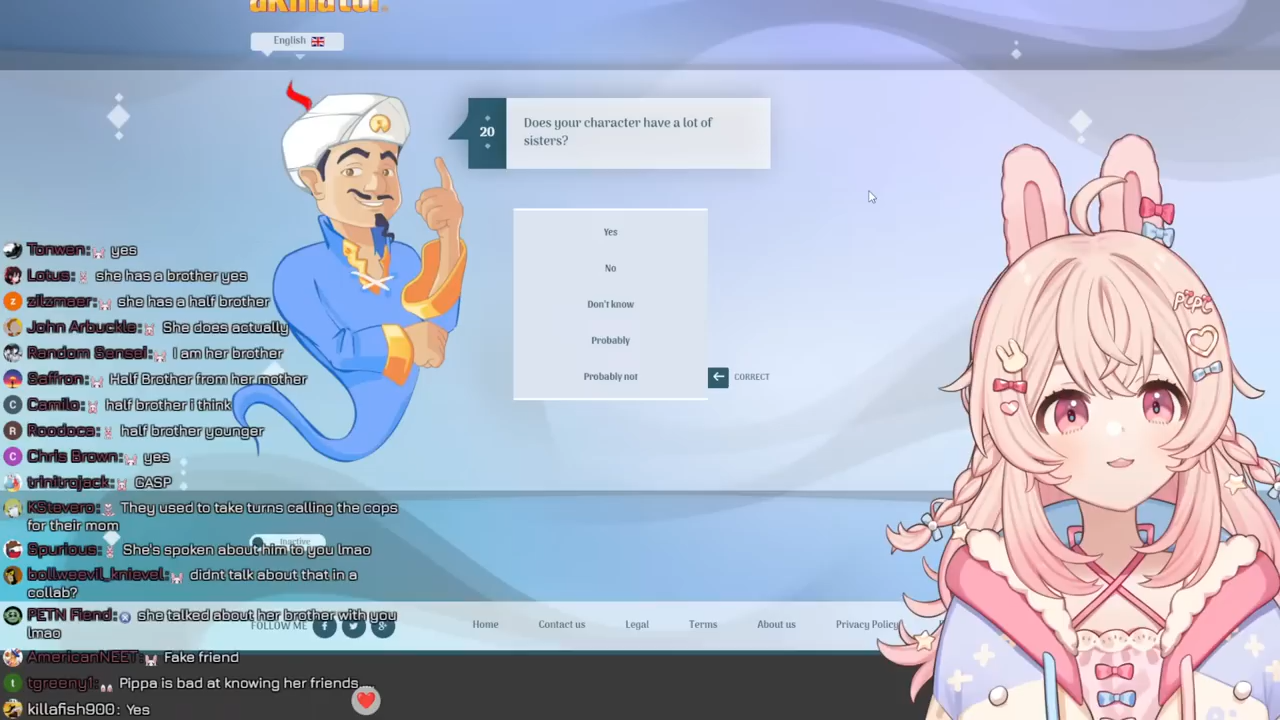 akinator
English
20
Does your character have a lot of
sisters?
Yes
No
Don't know
Probably
Probably not
CORRECT
Tonwen: yes
Lotus: she has a brother yes
zilzmaer: she has a half brother
John Arbuckle: She does actually
Random Sensei: I am her brother
Saffron: Half Brother from her mother
Camilo: half brother i think
Roodoca: half brother younger
Chris Brown: yes
trinitrojack: GASP
KStevero: They used to take turns calling the cops
for their mom
Inactive
Spurious: She's spoken about him to you lmao
bollweevil_knievel: didnt talk about that in a
collab?
PETN Fiend: she talked about her brother with you
lmao
FOLLOW ME
Home
Contact us
Legal
Terms
About us
Privacy Policy
AmericanNEET: Fake friend
tgreeny1: Pippa is bad at knowing her friends....
killafish900: Yes
PiPi